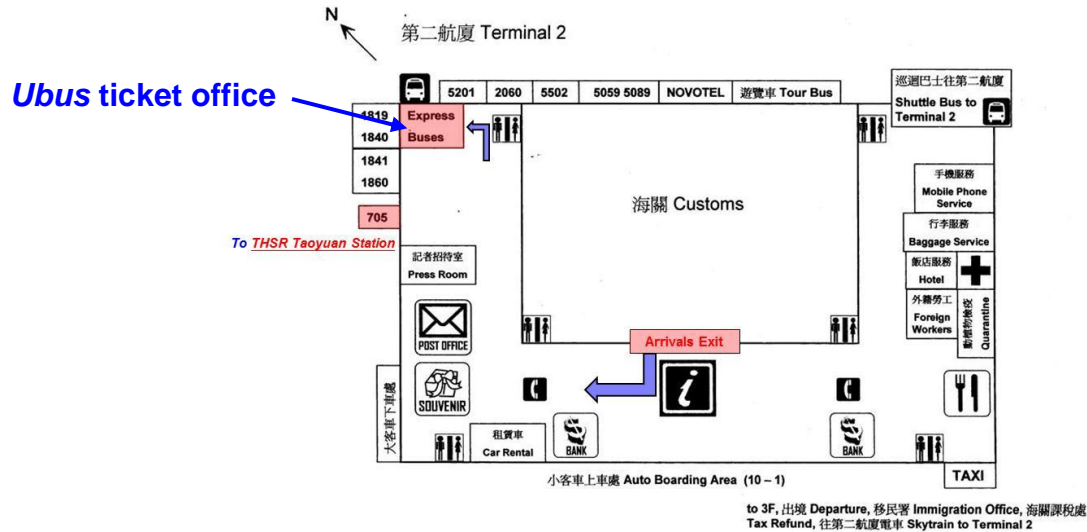 N
第二航廈 Terminal 2
Ubus ticket office
5201 2060 5502 5059 5089 NOVOTEL 遊覽車 Tour Bus
巡迴巴士往第二航廈
Shuttle Bus to
Terminal 2
1819
1840
Express
Buses
1841
1860
705
To THSR Taoyuan Station
海關 Customs
手機服務
Mobile Phone
Service
行李服務
Baggage Service
飯店服務
Hotel
外籍勞工
Foreign
Workers
動植物檢疫
Quarantine
記者招待室
Press Room
POST OFFICE
Arrivals Exit
i
SOUVENIR
大客車下車處
租賃車
Car Rental
BANK
BANK
TAXI
小客車上車處 Auto Boarding Area (10 – 1)
to 3F, 出境 Departure, 移民署 Immigration Office, 海關課稅處
Tax Refund, 往第二航廈電車 Skytrain to Terminal 2